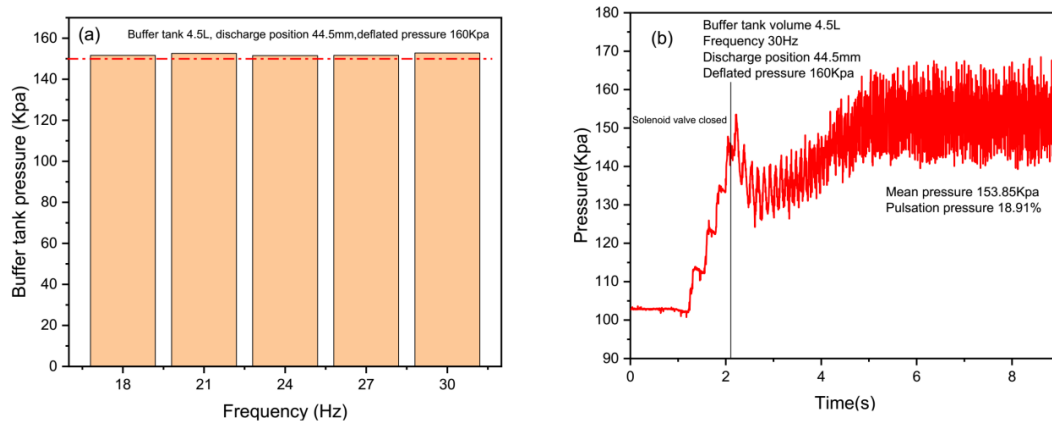 (a)
Buffer tank 4.5L, discharge position 44.5mm,deflated pressure 160Kpa
Buffer tank pressure (Kpa)
160
140
120
100
80
60
40
20
0
18 21 24 27 30
Frequency (Hz)
(b)
Buffer tank volume 4.5L
Frequency 30Hz
Discharge position 44.5mm
Deflated pressure 160Kpa
Solenoid valve closed
Mean pressure 153.85Kpa
Pulsation pressure 18.91%
Pressure(Kpa)
180
170
160
150
140
130
120
110
100
90
0 2 4 6 8
Time(s)